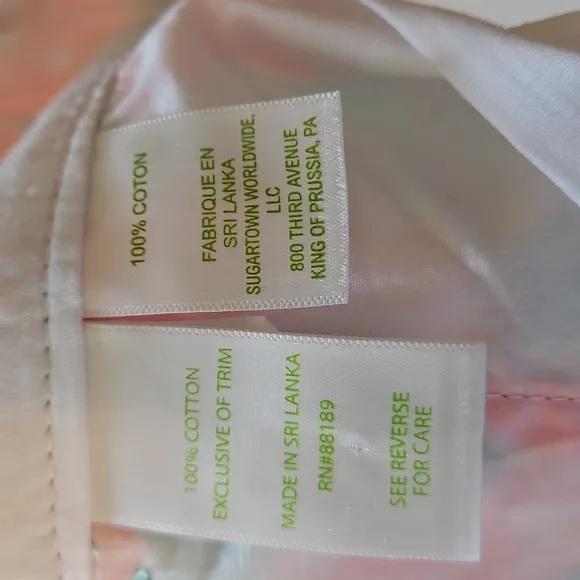 100% COTON
FABRIQUE EN
SRI LANKA
SUGARTOWN WORLDWIDE,
LLC
800 THIRD AVENUE
KING OF PRUSSIA, PA
100% COTTON
EXCLUSIVE OF TRIM
MADE IN SRI LANKA
RN#88189
SEE REVERSE
FOR CARE